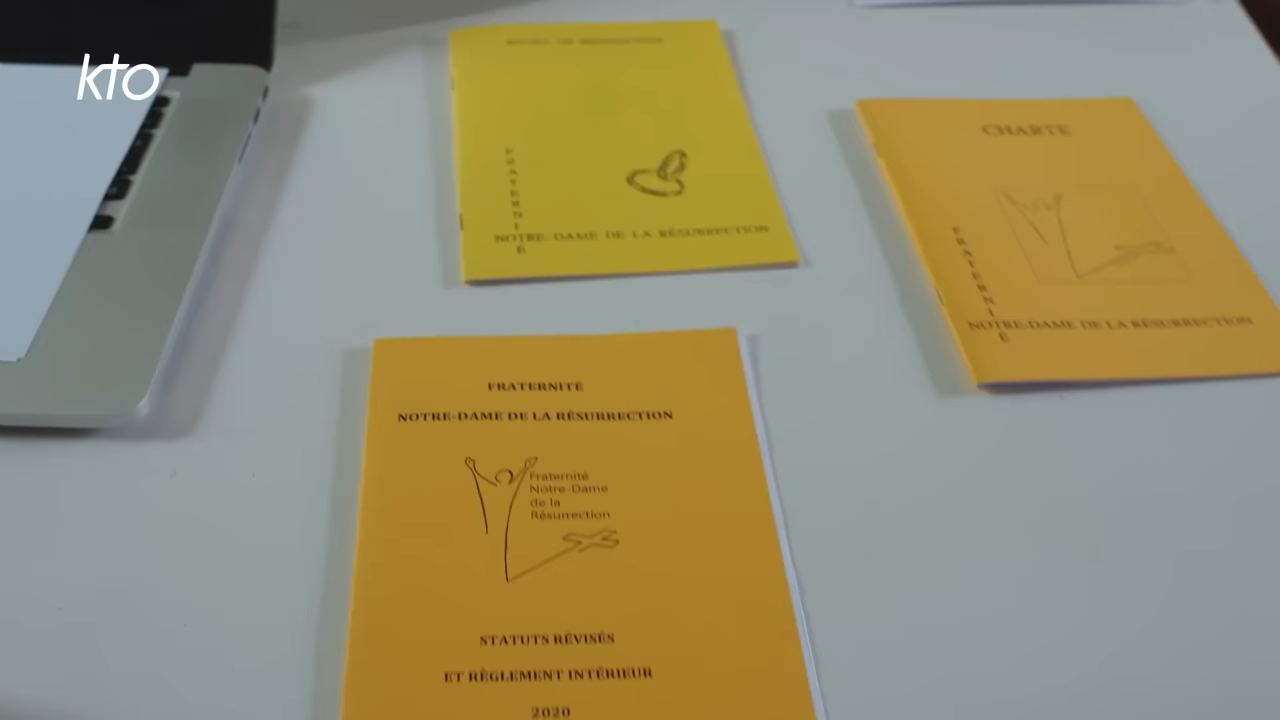 kto
NOTRE-DAME DE LA RÉSURRECTION
FRATERNITÉ
CHARTE
FRATERNITÉ
NOTRE-DAME DE LA RÉSURRECTION
FRATERNITÉ
NOTRE-DAME DE LA RÉSURRECTION
Fraternité
Notre-Dame
de la
Résurrection
STATUTS RÉVISÉS
ET RÈGLEMENT INTÉRIEUR
2020